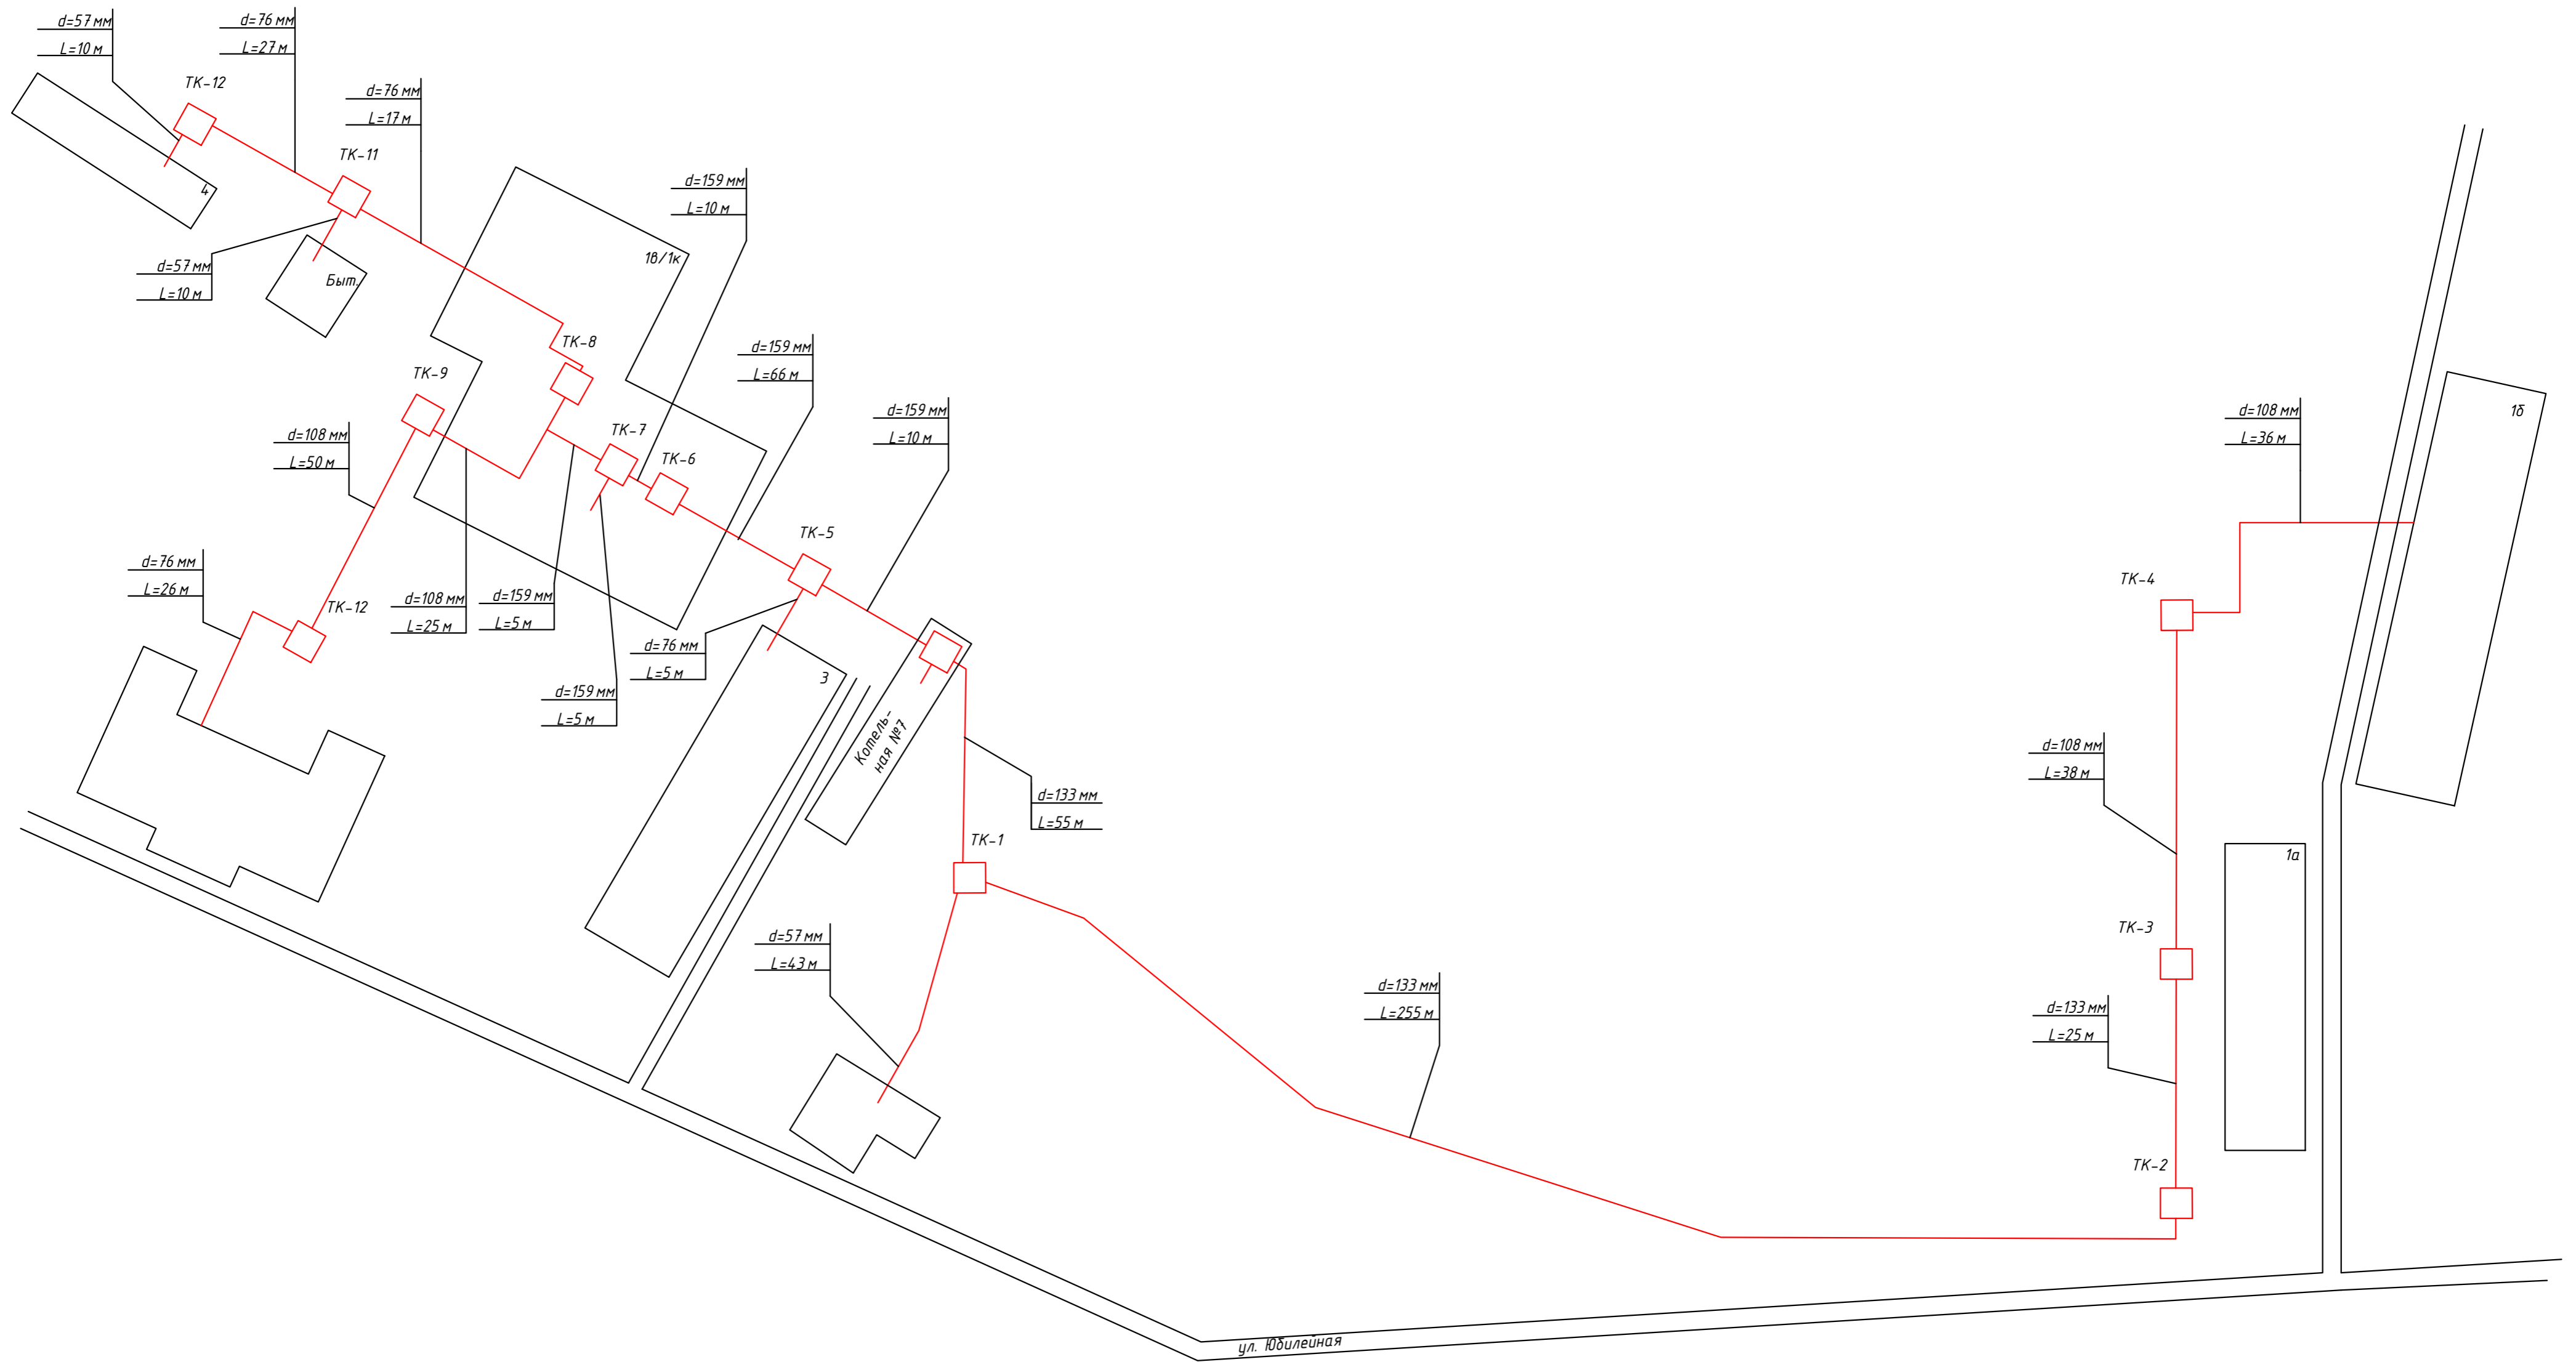 d=57 мм
L=10 м
d=76 мм
L=27 м
ТК-12
d=76 мм
L=17 м
ТК-11
4
d=159 мм
L=10 м
1в/1к
d=57 мм
L=10 м
Быт.
ТК-8
d=159 мм
L=66 м
ТК-9
d=159 мм
L=10 м
1б
d=108 мм
L=36 м
d=108 мм
L=50 м
ТК-7
ТК-6
ТК-5
d=76 мм
L=26 м
ТК-12
d=108 мм
L=25 м
d=159 мм
L=5 м
ТК-4
d=76 мм
L=5 м
3
d=159 мм
L=5 м
Котель-
ная №7
d=108 мм
L=38 м
d=133 мм
L=55 м
ТК-1
1а
d=57 мм
L=43 м
ТК-3
d=133 мм
L=255 м
d=133 мм
L=25 м
ТК-2
ул. Юбилейная